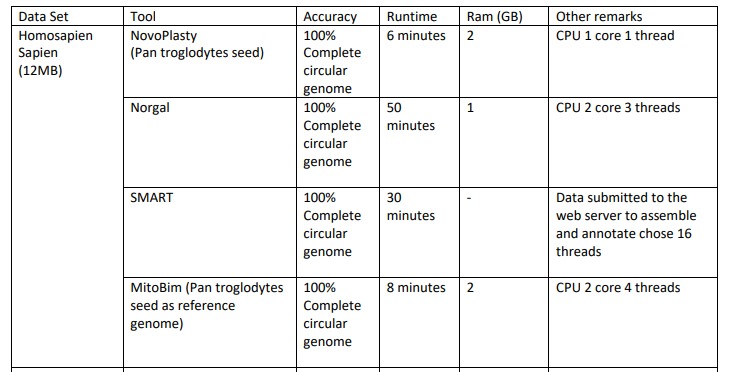 Data Set Tool Accuracy Runtime Ram (GB) Other remarks
Homosapien
Sapien
(12MB)
NovoPlasty
(Pan troglodytes seed)
100%
Complete
circular
genome
6 minutes
2
CPU 1 core 1 thread
Norgal
100%
Complete
circular
genome
50
minutes
1
CPU 2 core 3 threads
SMART
100%
Complete
circular
genome
30
minutes
-
Data submitted to the
web server to assemble
and annotate chose 16
threads
MitoBim (Pan troglodytes
seed as reference
genome)
100%
Complete
circular
genome
8 minutes
2
CPU 2 core 4 threads